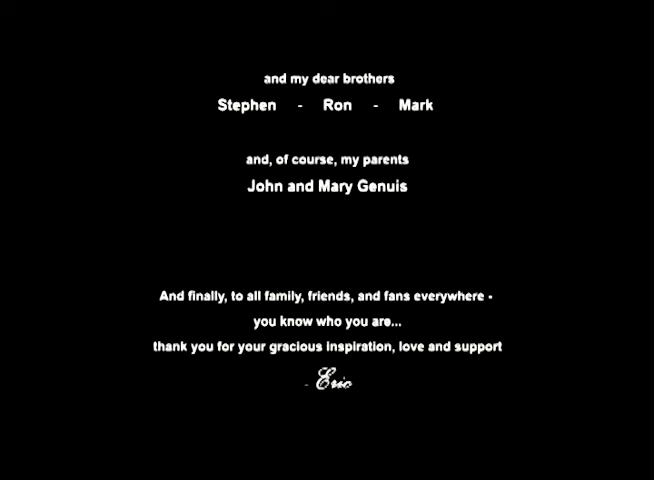 and my dear brothers
Stephen - Ron - Mark
and, of course, my parents
John and Mary Genuis
And finally, to all family, friends, and fans everywhere -
you know who you are...
thank you for your gracious inspiration, love and support
- Eric